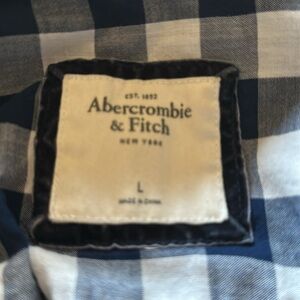 EST. 1892
Abercrombie
& Fitch
NEW YORK
L
MADE IN CHINA